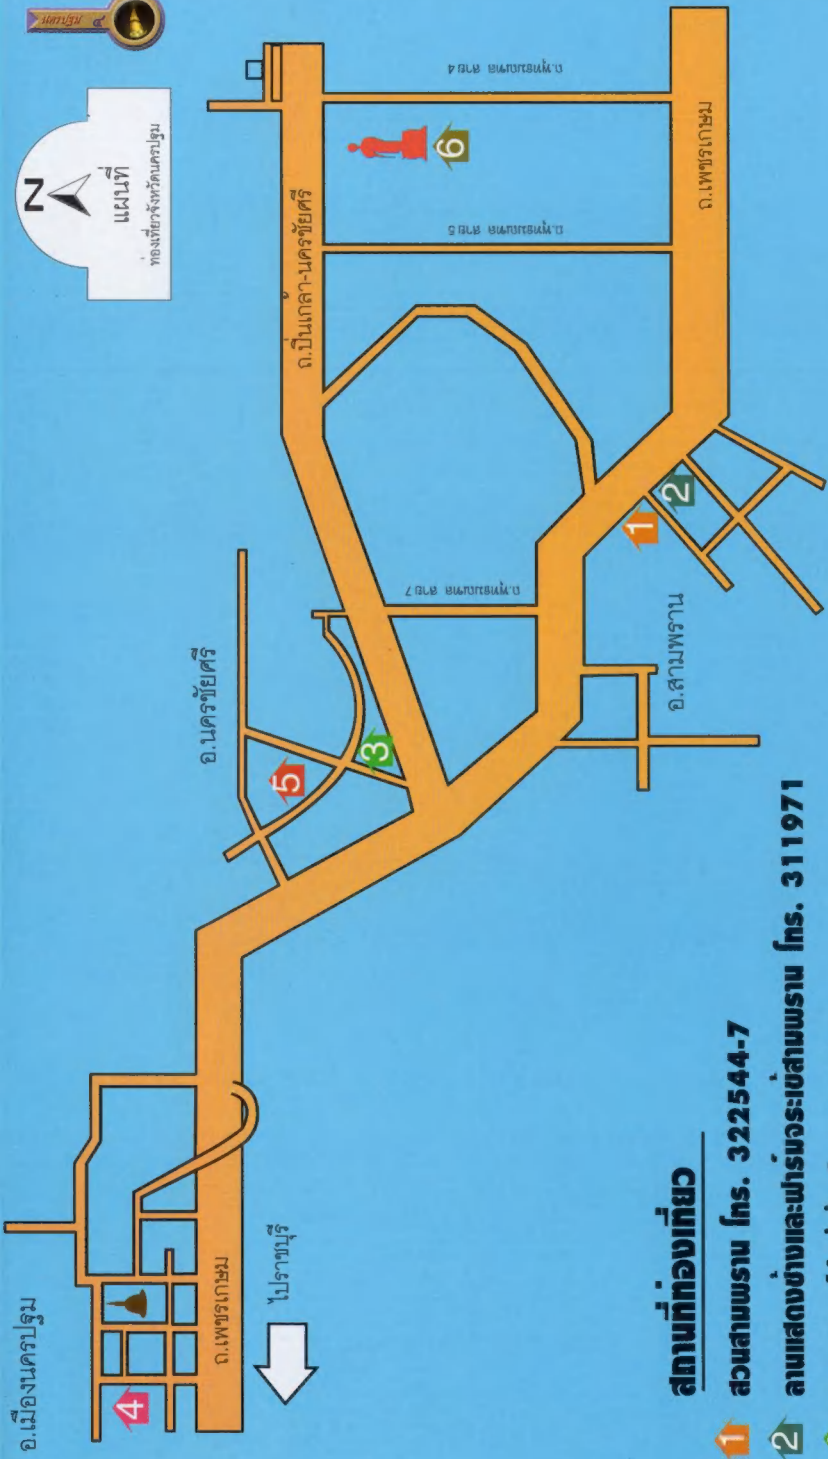 นครปฐม
N
แผนที่
ท่องเที่ยวจังหวัดนครปฐม
อ.เมืองนครปฐม
อ.นครชัยศรี
ถ.ปิ่นเกล้า-นครชัยศรี
ถ.พุทธมณฑล สาย 4
ถ.พุทธมณฑล สาย 5
ถ.พุทธมณฑล สาย 7
ถ.เพชรเกษม
ถ.เพชรเกษม
ไปราชบุรี
อ.สามพราน
4
5
3
6
1
2
สถานที่ท่องเที่ยว
1 สวนสามพราน โทร. 322544-7
2 ลานแสดงช้างและฟาร์มจระเข้สามพราน โทร. 311971